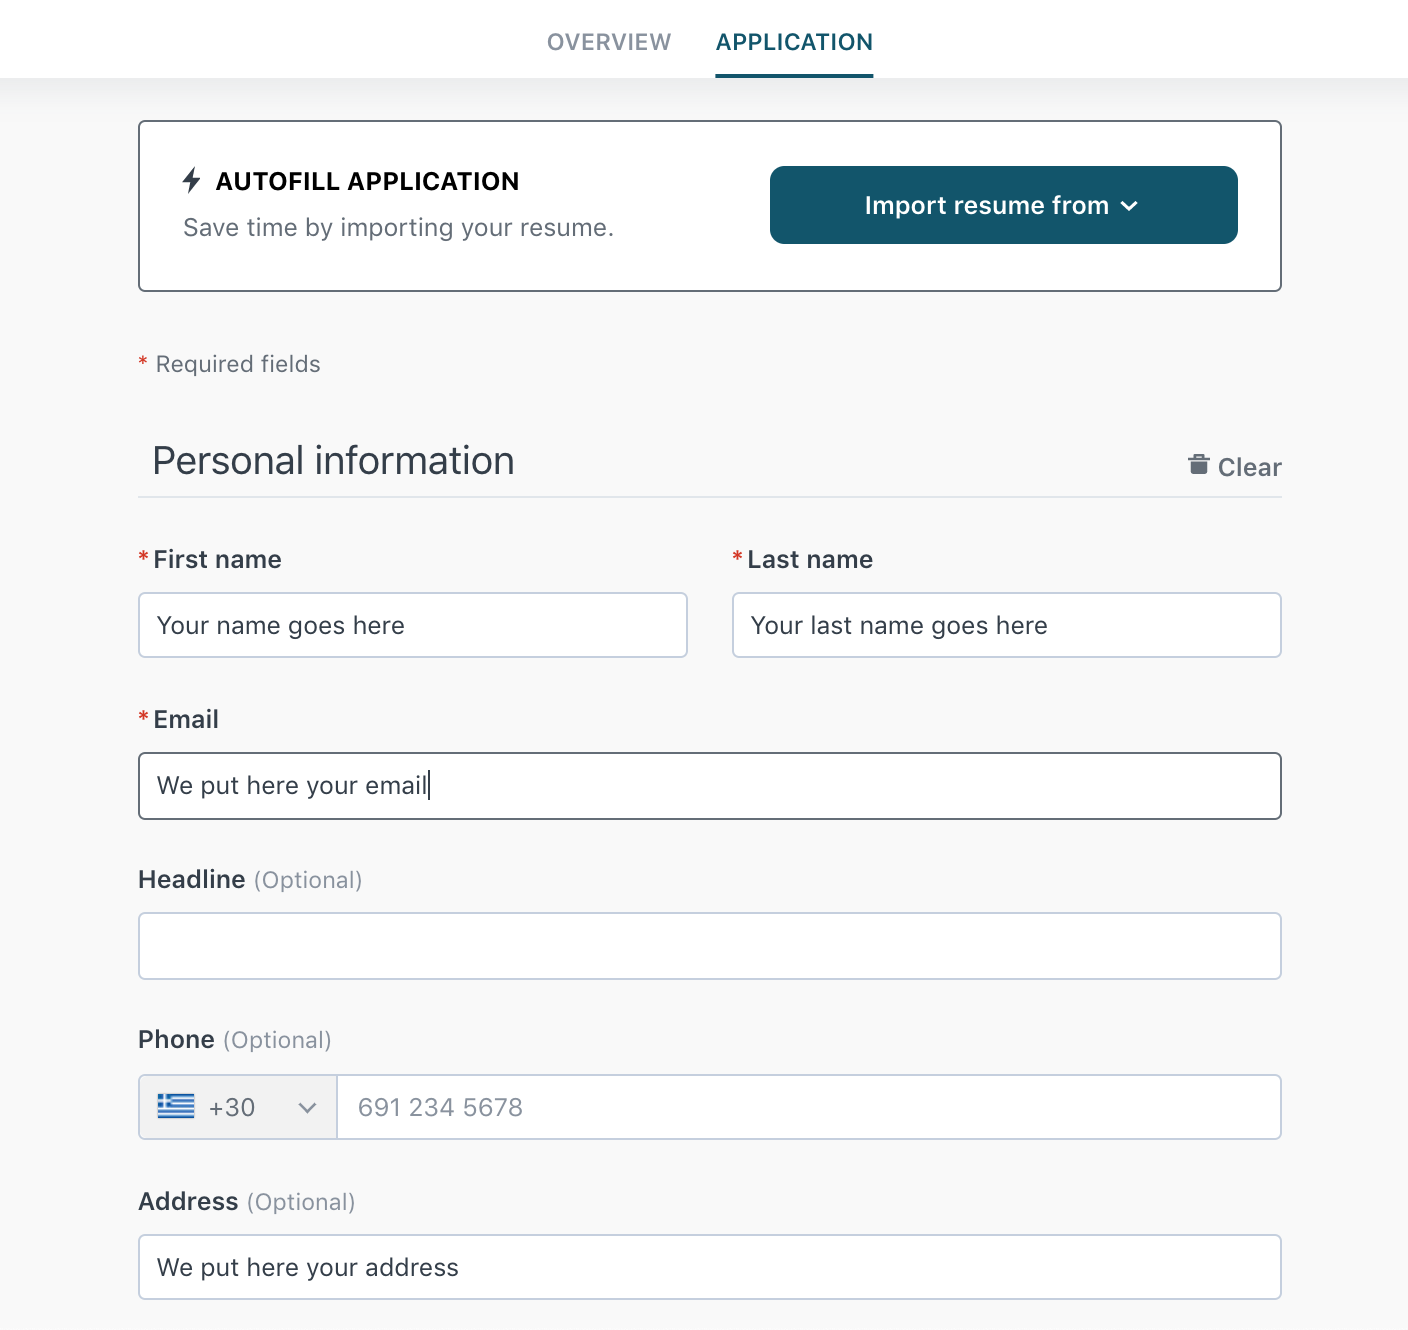 OVERVIEW APPLICATION
AUTOFILL APPLICATION
Save time by importing your resume.
Import resume from
* Required fields
Personal information
Clear
* First name
Your name goes here
* Last name
Your last name goes here
* Email
We put here your email
Headline (Optional)
Phone (Optional)
+30 691 234 5678
Address (Optional)
We put here your address